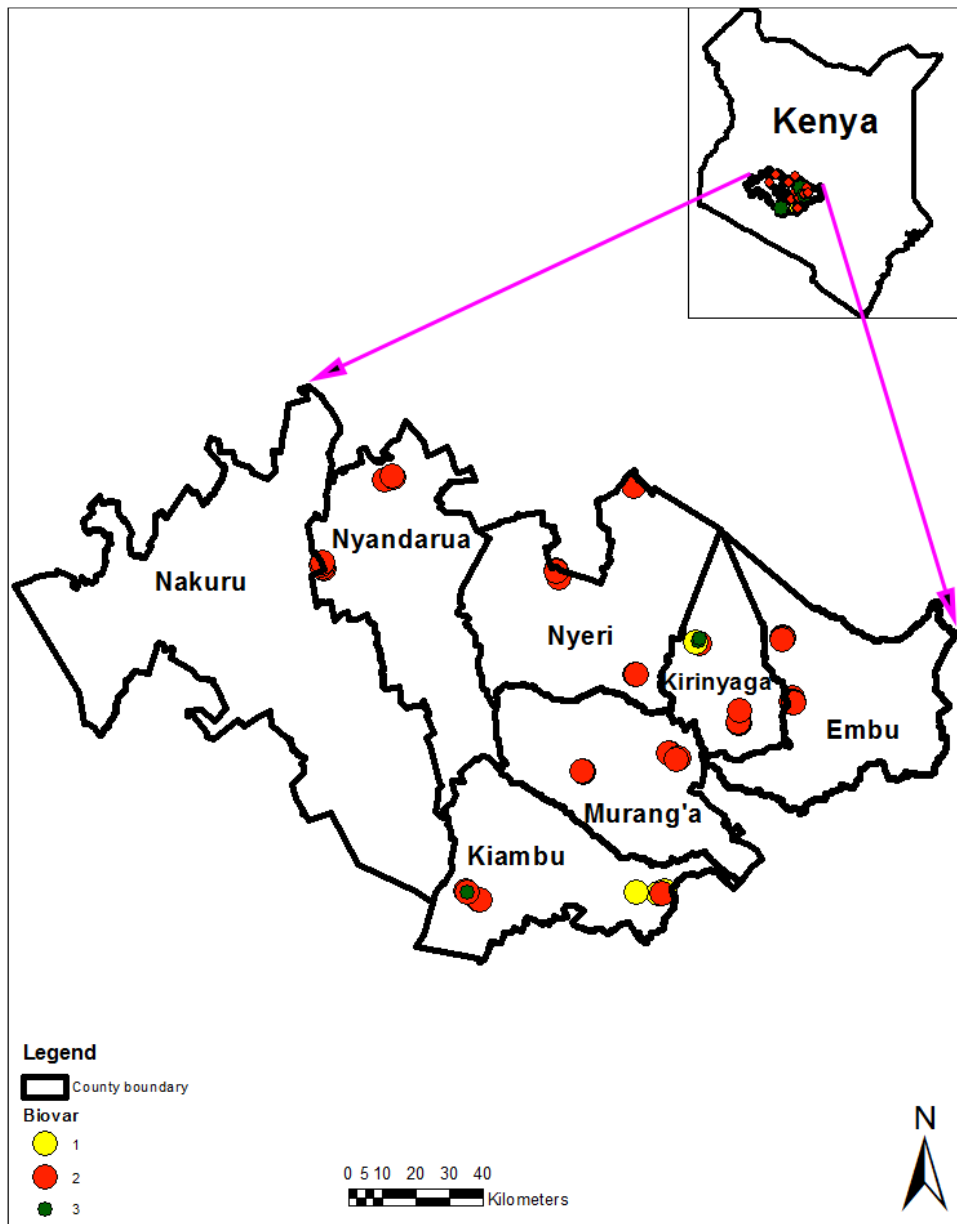 Kenya
Nyandarua
Nakuru
Nyeri
Kirinyaga
Embu
Murang'a
Kiambu
Legend
County boundary
Biovar
1
2
3
0 5 10 20 30 40
Kilometers
N